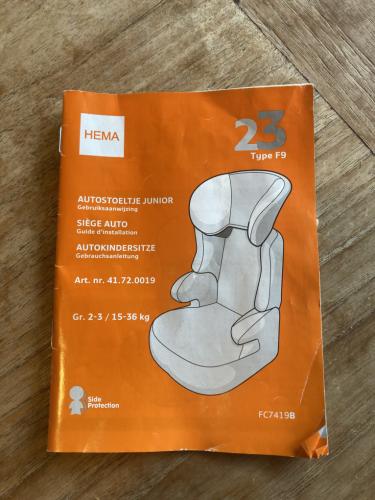 HEMA
23
Type F9
AUTOSTOELTJE JUNIOR
Gebruiksaanwijzing
SIÈGE AUTO
Guide d'installation
AUTOKINDERSITZE
Gebrauchsanleitung
Art. nr. 41.72.0019
Gr. 2-3 / 15-36 kg
Side
Protection
FC7419B